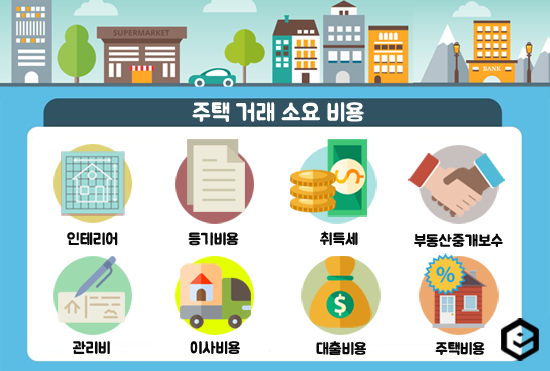 SUPERMARKET
BANK
주택 거래 소요 비용
인테리어
등기비용
취득세
부동산중개보수
%
관리비
이사비용
$
대출비용
주택비용